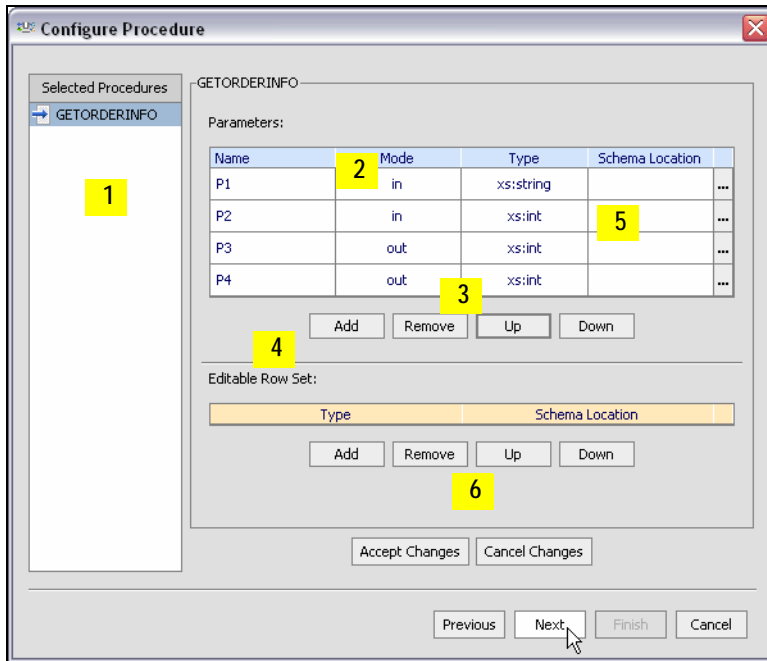 Configure Procedure
Selected Procedures
GETORDERINFO
1
GETORDERINFO
Parameters:
Name Mode Type Schema Location
2
P1 in xs:string ...
P2 in xs:int ...
5
P3 out xs:int ...
P4 out xs:int ...
3
Add Remove Up Down
4
Editable Row Set:
Type Schema Location
Add Remove Up Down
6
Accept Changes Cancel Changes
Previous Next Finish Cancel